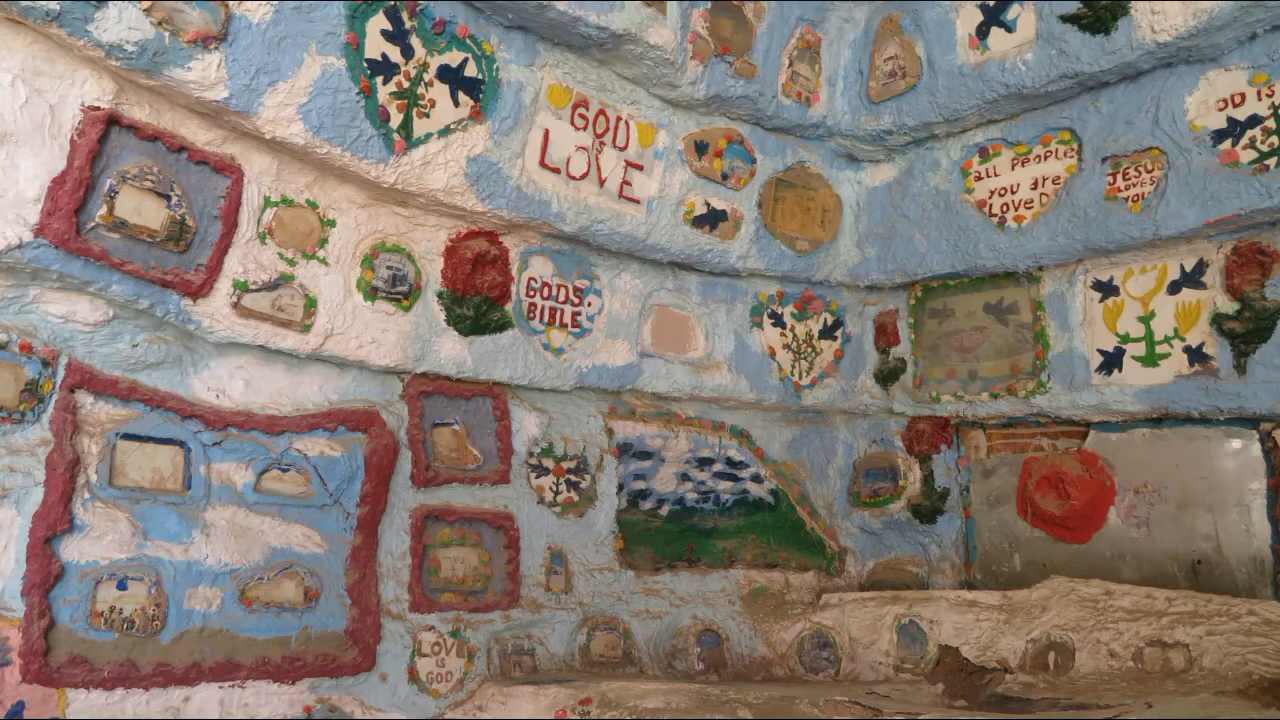 GOD
IS
LOVE
GOD IS
ALL PEOPLE
you are
LoveD
JESUS
LOVES
YOU
GODS.
BIBLE
LOVE
IS
GOD